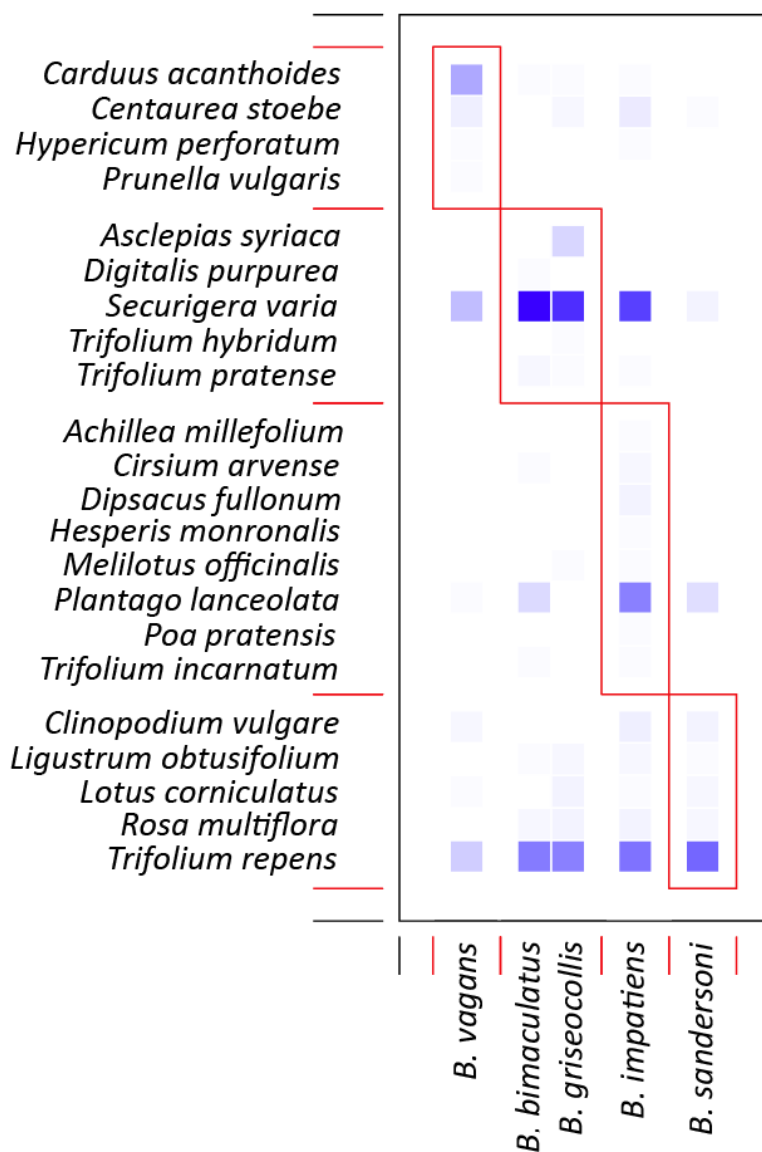 Carduus acanthoides
Centaurea stoebe
Hypericum perforatum
Prunella vulgaris
Asclepias syriaca
Digitalis purpurea
Securigera varia
Trifolium hybridum
Trifolium pratense
Achillea millefolium
Cirsium arvense
Dipsacus fullonum
Hesperis monronalis
Melilotus officinalis
Plantago lanceolata
Poa pratensis
Trifolium incarnatum
Clinopodium vulgare
Ligustrum obtusifolium
Lotus corniculatus
Rosa multiflora
Trifolium repens
B. vagans
B. bimaculatus
B. griseocollis
B. impatiens
B. sandersoni